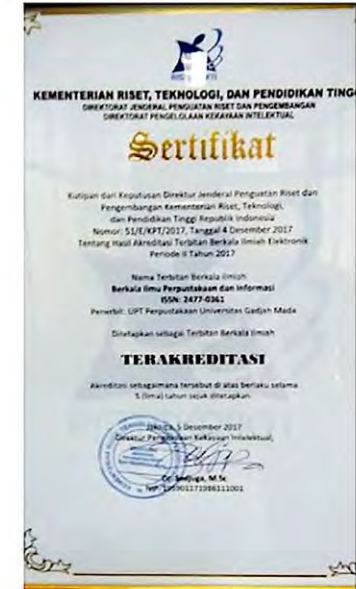 KEMENTERIAN RISET, TEKNOLOGI, DAN PENDIDIKAN TINGG
DIREKTORAT JENDERAL PENGUATAN RISET DAN PENGEMBANGAN
DIREKTORAT PENGELOLAAN KEKAYAAN INTELEKTUAL
Sertifikat
Kutipan dari Keputusan Direktur Jenderal Penguatan Riset dan
Pengembangan Kementerian Riset, Teknologi,
dan Pendidikan Tinggi Republik Indonesia
Nomor: 51/E/KPT/2017, Tanggal 4 Desember 2017
Tentang Hasil Akreditasi Terbitan Berkala Ilmiah Elektronik
Periode II Tahun 2017
Nama Terbitan Berkala Ilmiah
Berkala Ilmu Perpustakaan dan Informasi
ISSN: 2477-0361
Penerbit: UPT Perpustakaan Universitas Gadjah Mada
Ditetapkan sebagai Terbitan Berkala Ilmiah
TERAKREDITASI
Akreditasi sebagaimana tersebut di atas berlaku selama
5 (lima) tahun sejak ditetapkan.
Jakarta, 5 Desember 2017
Direktur Pengelolaan Kekayaan Intelektual,
Dr. Sadjuga, M.Sc
NIP.